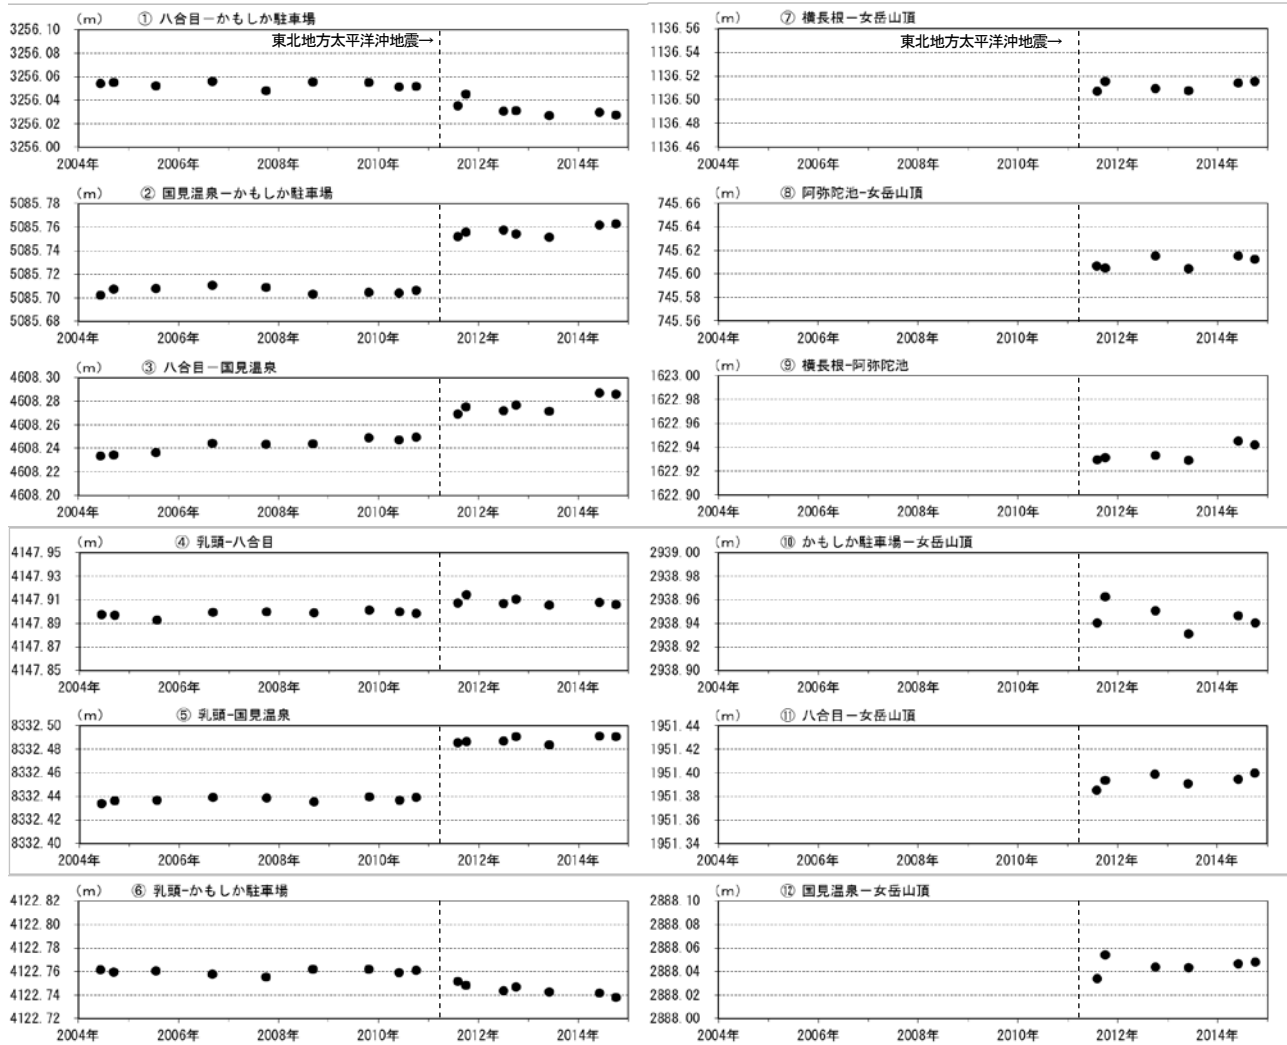 (m) ① 八合目－かもしか駐車場
東北地方太平洋沖地震→
3256.10
3256.08
3256.06
3256.04
3256.02
3256.00
2004年 2006年 2008年 2010年 2012年 2014年
(m) ② 国見温泉－かもしか駐車場
5085.78
5085.76
5085.74
5085.72
5085.70
5085.68
2004年 2006年 2008年 2010年 2012年 2014年
(m) ③ 八合目－国見温泉
4608.30
4608.28
4608.26
4608.24
4608.22
4608.20
2004年 2006年 2008年 2010年 2012年 2014年
(m) ④ 乳頭-八合目
4147.95
4147.93
4147.91
4147.89
4147.87
4147.85
2004年 2006年 2008年 2010年 2012年 2014年
(m) ⑤ 乳頭-国見温泉
8332.50
8332.48
8332.46
8332.44
8332.42
8332.40
2004年 2006年 2008年 2010年 2012年 2014年
(m) ⑥ 乳頭-かもしか駐車場
4122.82
4122.80
4122.78
4122.76
4122.74
4122.72
2004年 2006年 2008年 2010年 2012年 2014年
(m) ⑦ 横長根－女岳山頂
東北地方太平洋沖地震→
1136.56
1136.54
1136.52
1136.50
1136.48
1136.46
2004年 2006年 2008年 2010年 2012年 2014年
(m) ⑧ 阿弥陀池-女岳山頂
745.66
745.64
745.62
745.60
745.58
745.56
2004年 2006年 2008年 2010年 2012年 2014年
(m) ⑨ 横長根-阿弥陀池
1623.00
1622.98
1622.96
1622.94
1622.92
1622.90
2004年 2006年 2008年 2010年 2012年 2014年
(m) ⑩ かもしか駐車場－女岳山頂
2939.00
2938.98
2938.96
2938.94
2938.92
2938.90
2004年 2006年 2008年 2010年 2012年 2014年
(m) ⑪ 八合目－女岳山頂
1951.44
1951.42
1951.40
1951.38
1951.36
1951.34
2004年 2006年 2008年 2010年 2012年 2014年
(m) ⑫ 国見温泉－女岳山頂
2888.10
2888.08
2888.06
2888.04
2888.02
2888.00
2004年 2006年 2008年 2010年 2012年 2014年